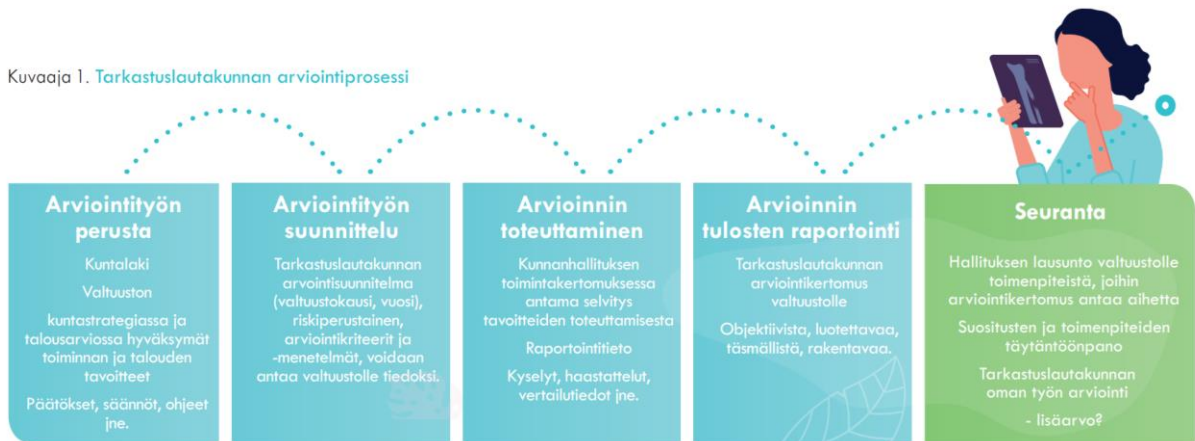 Kuvaaja 1. Tarkastuslautakunnan arviointiprosessi
Arviointityön
perusta
Kuntalaki
Valtuuston
kuntastrategiassa ja
talousarviossa hyväksymät
toiminnan ja talouden
tavoitteet
Päätökset, säännöt, ohjeet
jne.
Arviointityön
suunnittelu
Tarkastuslautakunnan
arvointisuunnitelma
(valtuustokausi, vuosi),
riskiperustainen,
arviointikriteerit ja
-menetelmät, voidaan
antaa valtuustolle tiedoksi.
Arvioinnin
toteuttaminen
Kunnanhallituksen
toimintakertomuksessa
antama selvitys
tavoitteiden toteuttamisesta
Raportointitieto
Kyselyt, haastattelut,
vertailutiedot jne.
Arvioinnin
tulosten raportointi
Tarkastuslautakunnan
arviointikertomus
valtuustolle
Objektiivista, luotettavaa,
täsmällistä, rakentavaa.
Seuranta
Hallituksen lausunto valtuustolle
toimenpiteistä, joihin
arviointikertomus antaa aihetta
Suositusten ja toimenpiteiden
täytäntöönpano
Tarkastuslautakunnan
oman työn arviointi
- lisäarvo?